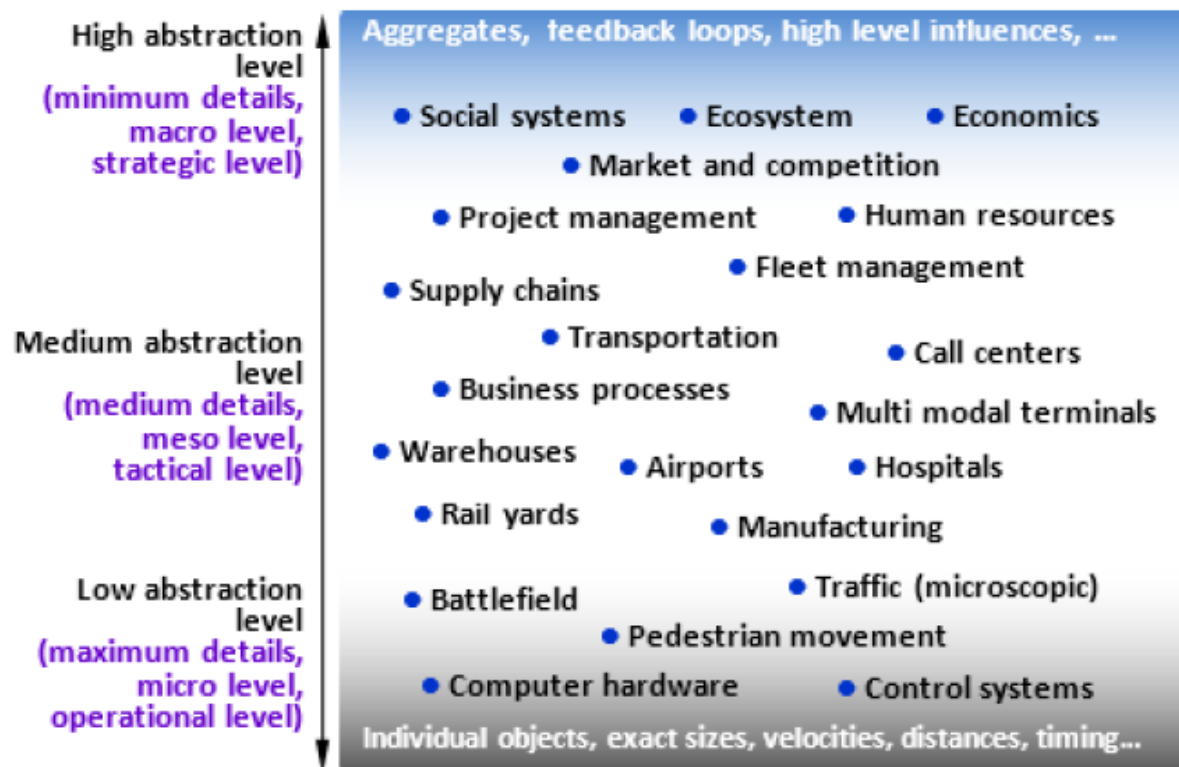 High abstraction
level
(minimum details,
macro level,
strategic level)
Medium abstraction
level
(medium details,
meso level,
tactical level)
Low abstraction
level
(maximum details,
micro level,
operational level)
Aggregates, feedback loops, high level influences, ...
Social systems
Ecosystem
Economics
Market and competition
Project management
Human resources
Fleet management
Supply chains
Transportation
Call centers
Business processes
Multi modal terminals
Warehouses
Airports
Hospitals
Rail yards
Manufacturing
Traffic (microscopic)
Battlefield
Pedestrian movement
Computer hardware
Control systems
Individual objects, exact sizes, velocities, distances, timing...